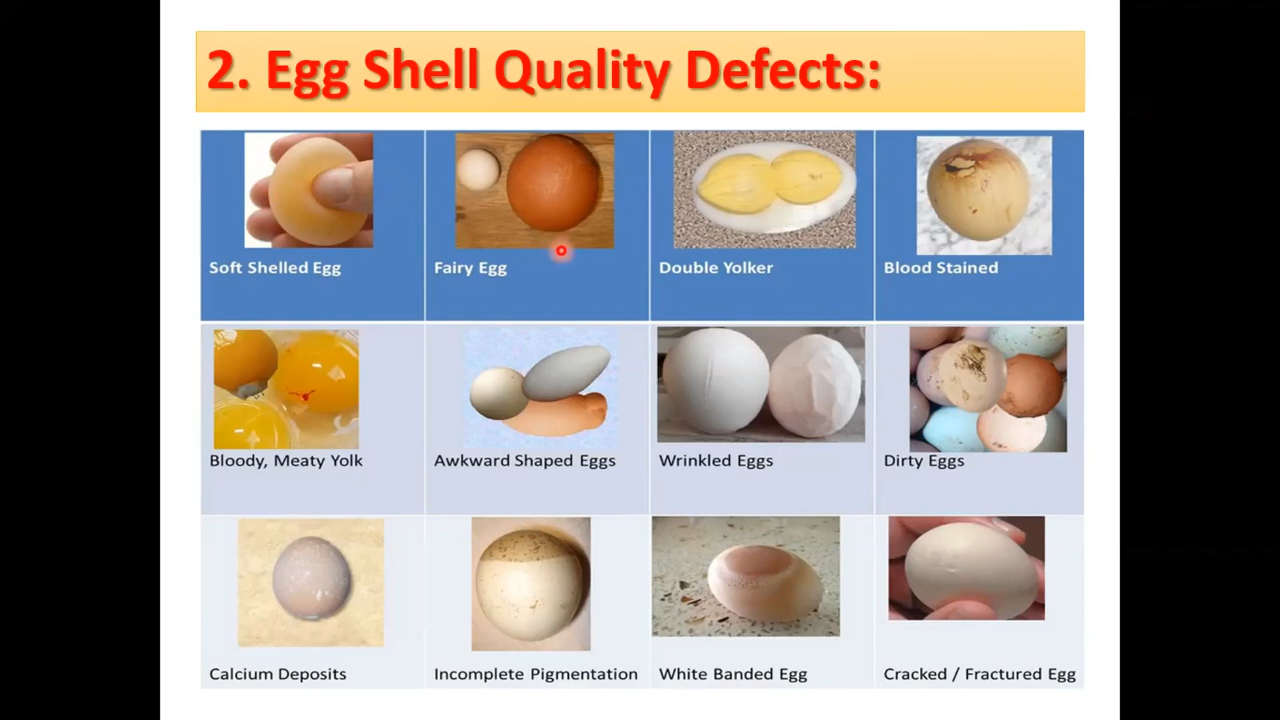 2. Egg Shell Quality Defects:
Soft Shelled Egg
Fairy Egg
Double Yolker
Blood Stained
Bloody, Meaty Yolk
Awkward Shaped Eggs
Wrinkled Eggs
Dirty Eggs
Calcium Deposits
Incomplete Pigmentation
White Banded Egg
Cracked / Fractured Egg